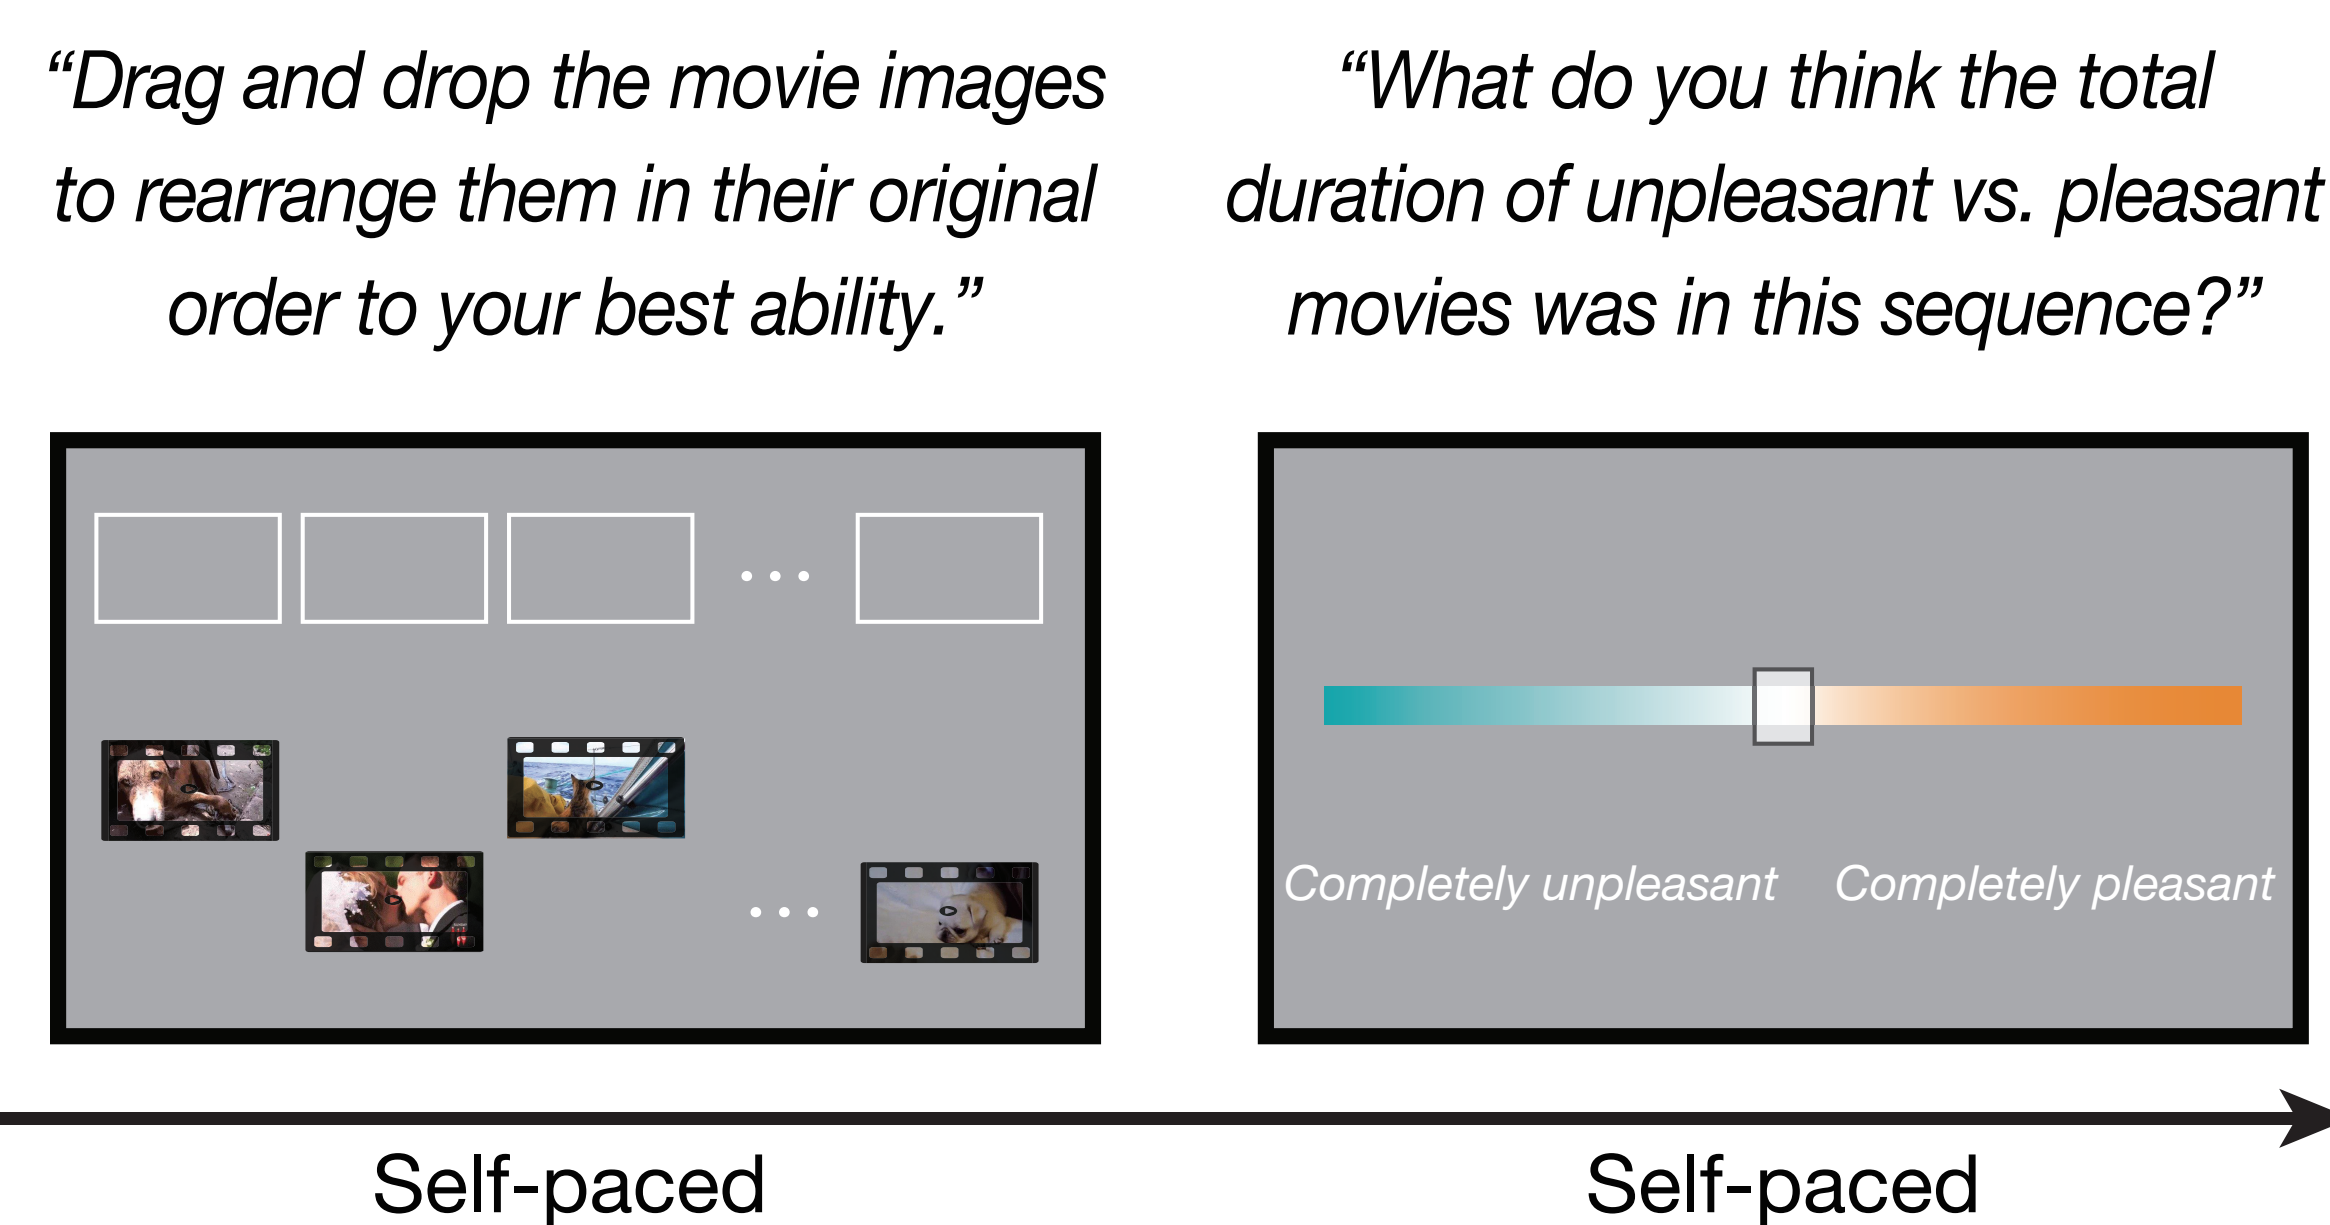 “Drag and drop the movie images
to rearrange them in their original
order to your best ability.”
“What do you think the total
duration of unpleasant vs. pleasant
movies was in this sequence?”
Completely unpleasant
Completely pleasant
Self-paced
Self-paced